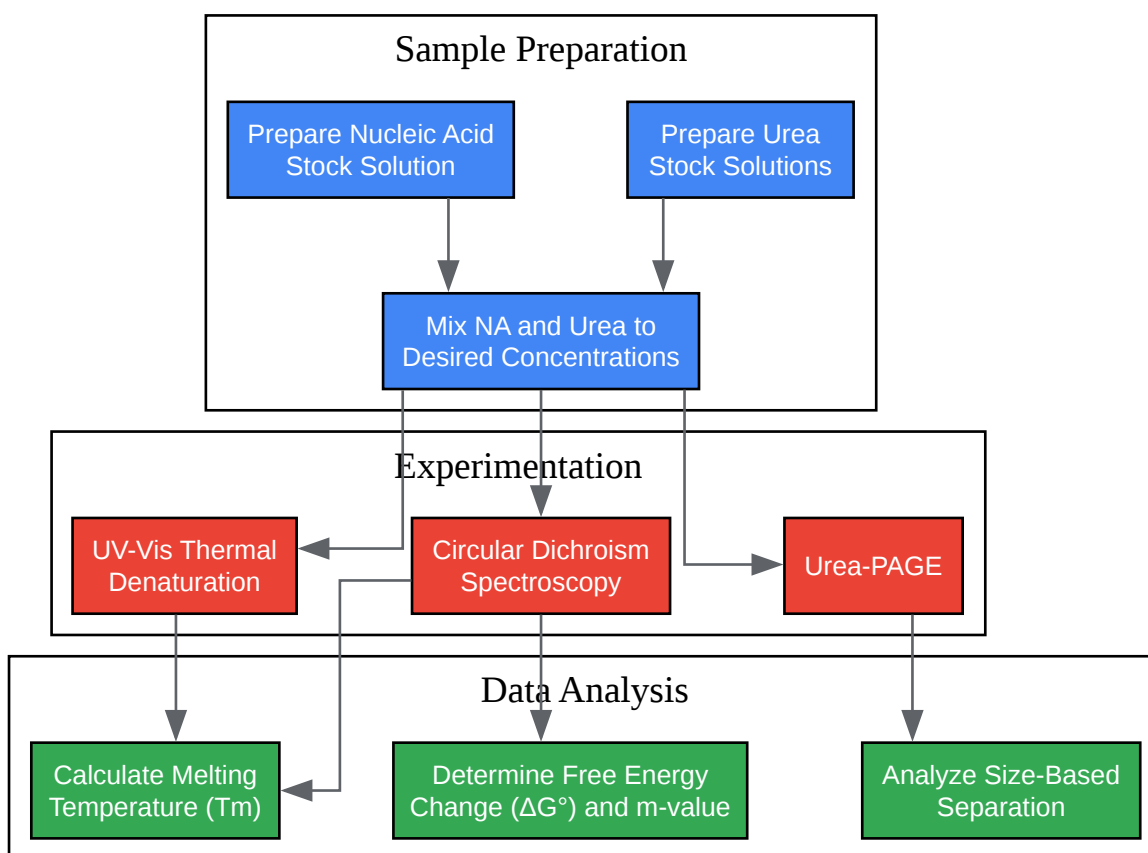 Sample Preparation
Prepare Nucleic Acid
Stock Solution
Prepare Urea
Stock Solutions
Mix NA and Urea to
Desired Concentrations
Experimentation
UV-Vis Thermal
Denaturation
Circular Dichroism
Spectroscopy
Urea-PAGE
Data Analysis
Calculate Melting
Temperature (Tm)
Determine Free Energy
Change (ΔG°) and m-value
Analyze Size-Based
Separation